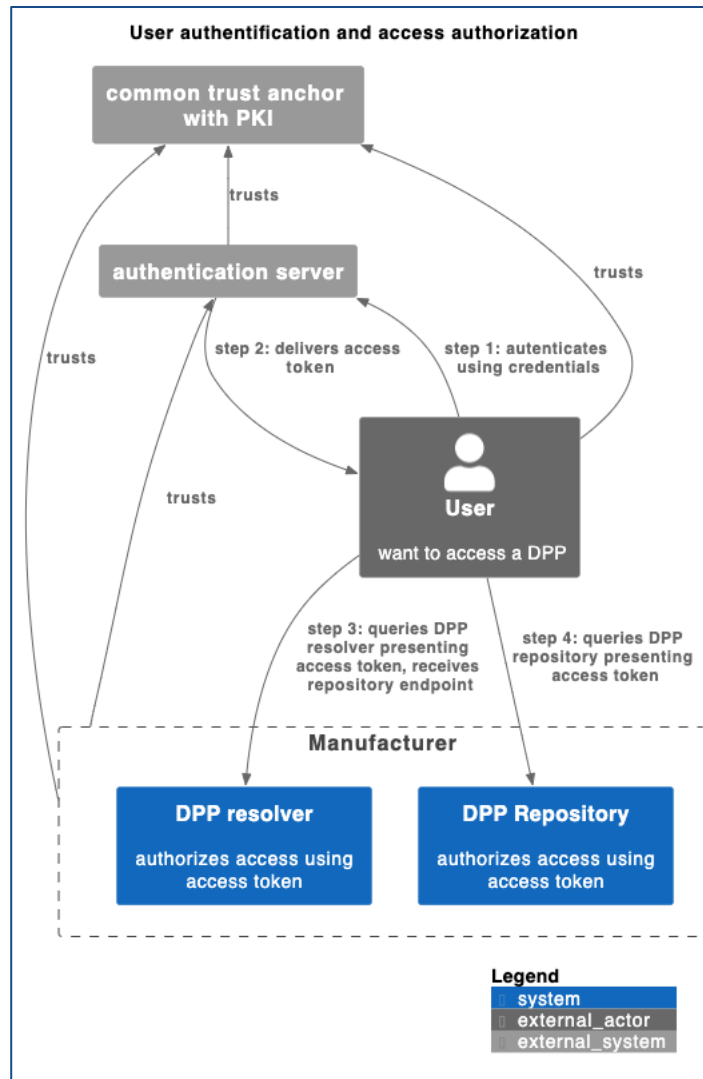 User authentification and access authorization
common trust anchor
with PKI
trusts
authentication server
trusts
step 2: delivers access
token
step 1: autenticates
using credentials
trusts
trusts
User
want to access a DPP
step 3: queries DPP
resolver presenting
access token, receives
repository endpoint
step 4: queries DPP
repository presenting
access token
Manufacturer
DPP resolver
authorizes access using
access token
DPP Repository
authorizes access using
access token
Legend
system
external_actor
external_system